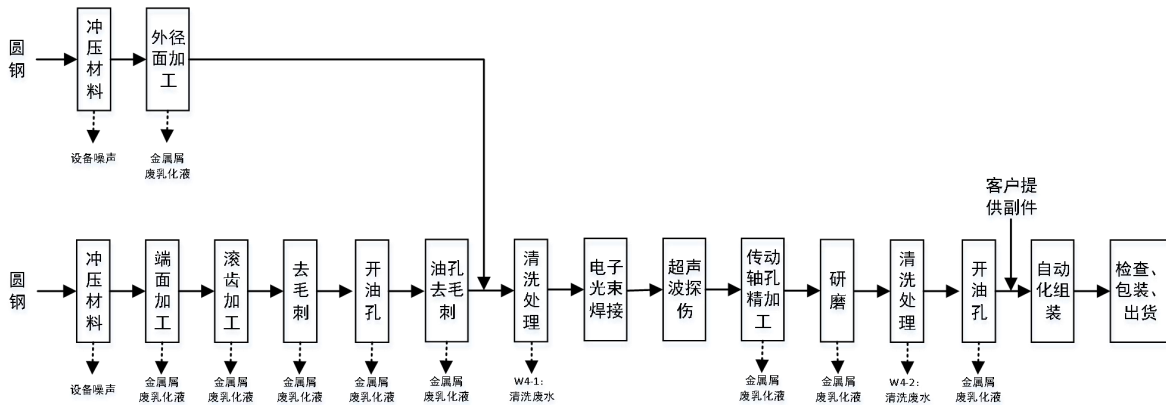 圆
钢
冲
压
材
料
外径
面加
工
设备噪声
金属屑
废乳化液
客户提
供副件
圆
钢
冲
压
材
料
端
面
加
工
滚
齿
加
工
去
毛
刺
开
油
孔
油孔
去毛
刺
清
洗
处
理
电子
光束
焊接
超声
波探
伤
传动
轴孔
精加
工
研
磨
清
洗
处
理
开
油
孔
自动
化组
装
检查、
包装、
出货
设备噪声
金属屑
废乳化液
金属屑
废乳化液
金属屑
废乳化液
金属屑
废乳化液
金属屑
废乳化液
W4-1：
清洗废水
金属屑
废乳化液
金属屑
废乳化液
W4-2：
清洗废水
金属屑
废乳化液